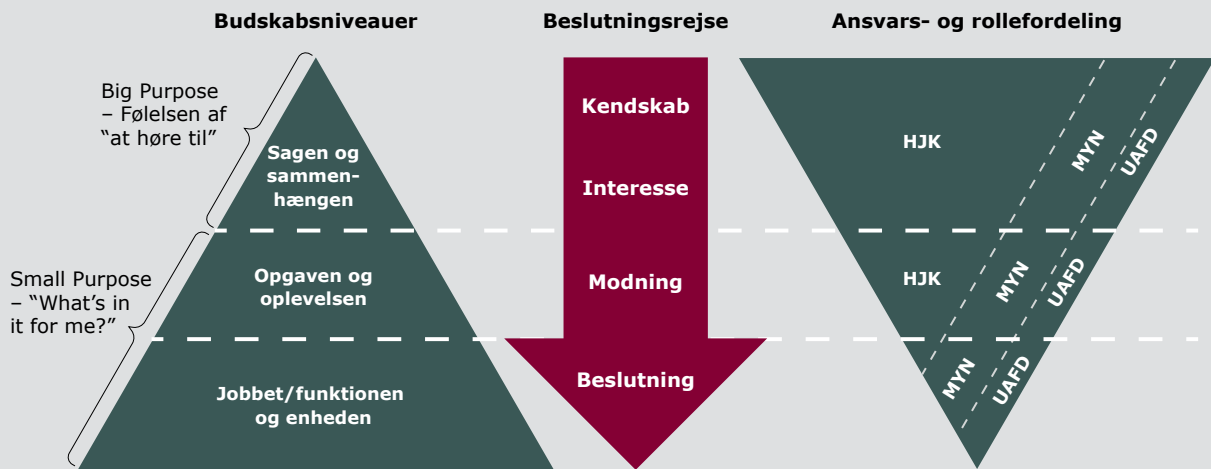 Budskabsniveauer
Beslutningsrejse
Ansvars- og rollefordeling
Big Purpose
– Følelsen af
“at høre til”
Small Purpose
– “What’s in
it for me?”
Sagen og
sammen-
hængen
Opgaven og
oplevelsen
Jobbet/funktionen
og enheden
Kendskab
Interesse
Modning
Beslutning
HJK
MYN
UAFD
HJK
MYN
UAFD
MYN
UAFD